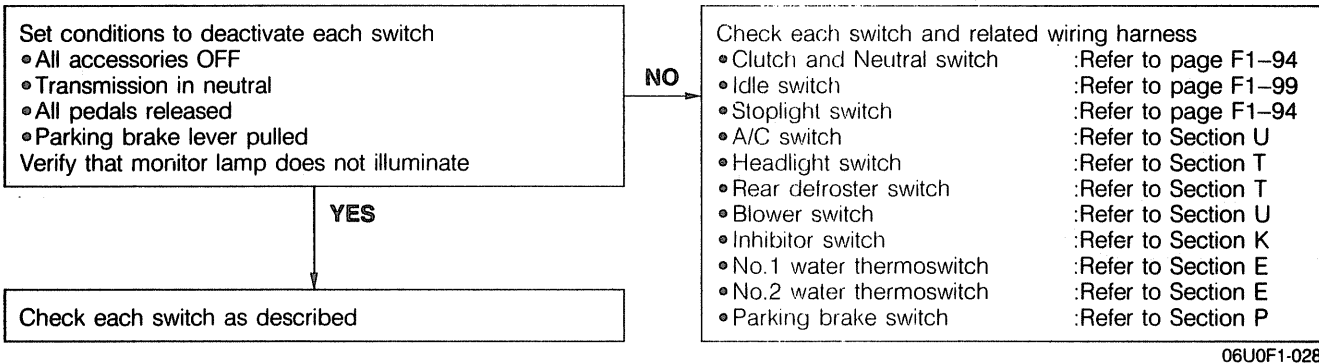 Set conditions to deactivate each switch
●All accessories OFF
●Transmission in neutral
●All pedals released
●Parking brake lever pulled
Verify that monitor lamp does not illuminate
NO
Check each switch and related wiring harness
●Clutch and Neutral switch :Refer to page F1–94
●Idle switch :Refer to page F1–99
●Stoplight switch :Refer to page F1–94
●A/C switch :Refer to Section U
●Headlight switch :Refer to Section T
●Rear defroster switch :Refer to Section T
●Blower switch :Refer to Section U
●Inhibitor switch :Refer to Section K
●No.1 water thermoswitch :Refer to Section E
●No.2 water thermoswitch :Refer to Section E
●Parking brake switch :Refer to Section P
YES
Check each switch as described
06U0F1-028